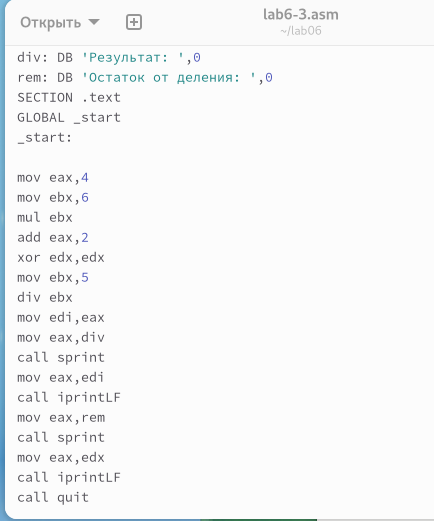 Открыть
lab6-3.asm
~/lab06
div: DB 'Результат: ',0
rem: DB 'Остаток от деления: ',0
SECTION .text
GLOBAL _start
_start:
mov eax,4
mov ebx,6
mul ebx
add eax,2
xor edx,edx
mov ebx,5
div ebx
mov edi,eax
mov eax,div
call sprint
mov eax,edi
call iprintLF
mov eax,rem
call sprint
mov eax,edx
call iprintLF
call quit